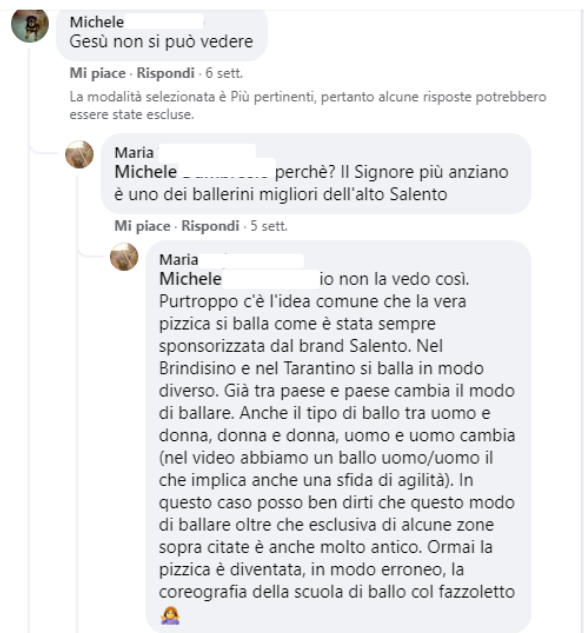 Michele
Gesù non si può vedere
Mi piace · Rispondi · 6 sett.
La modalità selezionata è Più pertinenti, pertanto alcune risposte potrebbero
essere state escluse.
Maria
Michele perchè? Il Signore più anziano
è uno dei ballerini migliori dell'alto Salento
Mi piace · Rispondi · 5 sett.
Maria
Michele io non la vedo così.
Purtroppo c'è l'idea comune che la vera
pizzica si balla come è stata sempre
sponsorizzata dal brand Salento. Nel
Brindisino e nel Tarantino si balla in modo
diverso. Già tra paese e paese cambia il modo
di ballare. Anche il tipo di ballo tra uomo e
donna, donna e donna, uomo e uomo cambia
(nel video abbiamo un ballo uomo/uomo il
che implica anche una sfida di agilità). In
questo caso posso ben dirti che questo modo
di ballare oltre che esclusiva di alcune zone
sopra citate è anche molto antico. Ormai la
pizzica è diventata, in modo erroneo, la
coreografia della scuola di ballo col fazzoletto
🤦‍♀️